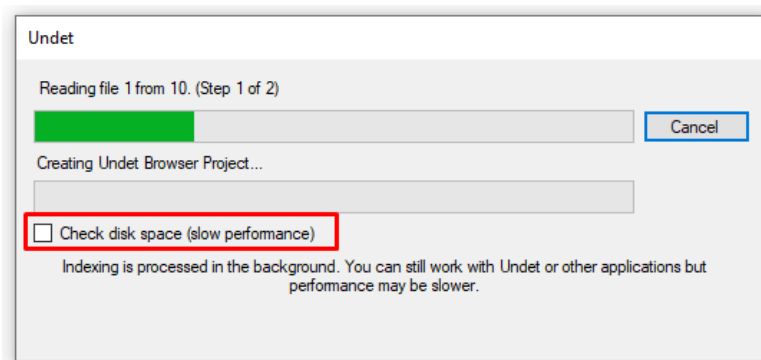 Undet
Reading file 1 from 10. (Step 1 of 2)
Cancel
Creating Undet Browser Project...
Check disk space (slow performance)
Indexing is processed in the background. You can still work with Undet or other applications but
performance may be slower.